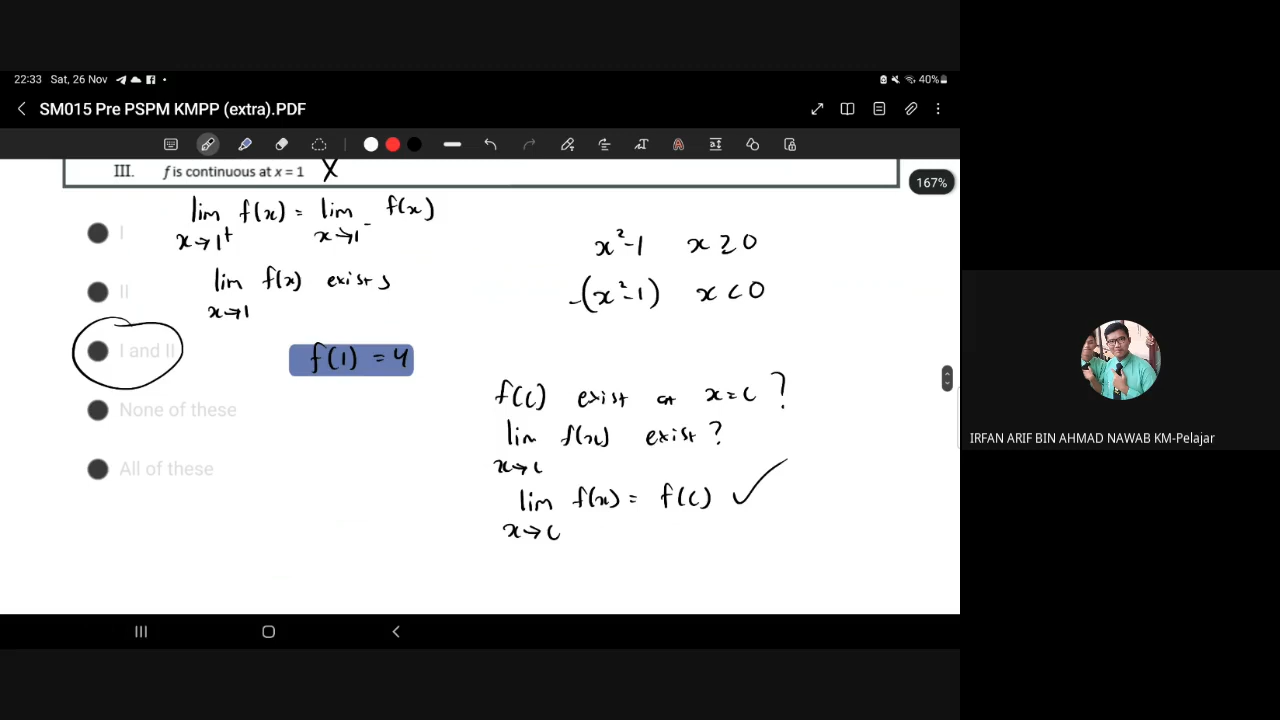 22:33 Sat, 26 Nov
40%
SM015 Pre PSPM KMPP (extra).PDF
III. f is continuous at x = 1 X
167%
lim f(x) = lim f(x)
x→1⁺ x→1⁻
I
lim f(x) exists
x→1
II
I and II
f(1) = 4
None of these
All of these
x²-1 x ≥ 0
-(x²-1) x < 0
f(c) exist at x=c ?
lim f(x) exist ?
x→c
lim f(x) = f(c) ✓
x→c
IRFAN ARIF BIN AHMAD NAWAB KM-Pelajar